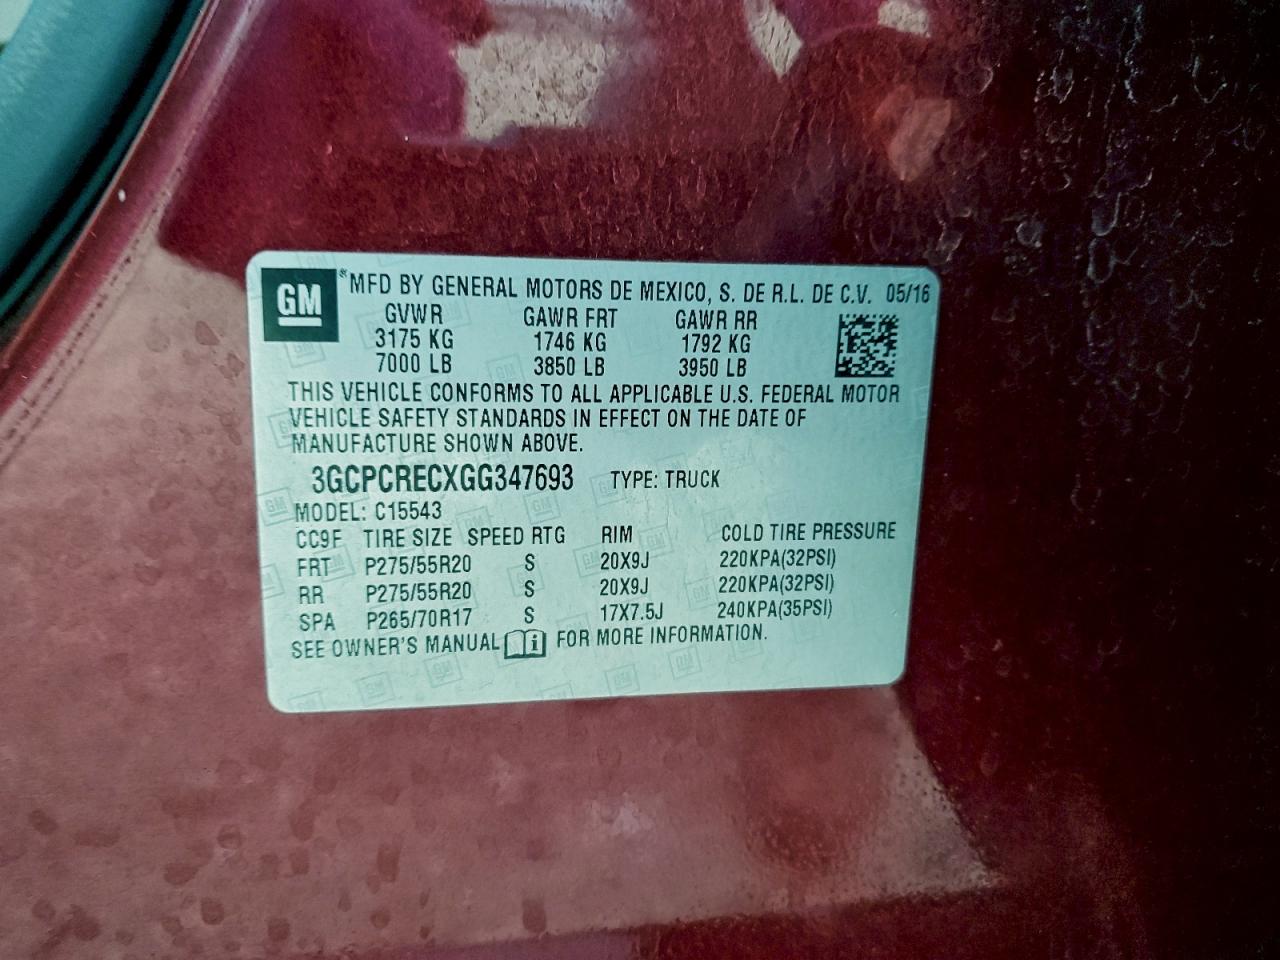 GM ® MFD BY GENERAL MOTORS DE MEXICO, S. DE R.L. DE C.V. 05/16
GVWR GAWR FRT GAWR RR
3175 KG 1746 KG 1792 KG
7000 LB 3850 LB 3950 LB
THIS VEHICLE CONFORMS TO ALL APPLICABLE U.S. FEDERAL MOTOR
VEHICLE SAFETY STANDARDS IN EFFECT ON THE DATE OF
MANUFACTURE SHOWN ABOVE.
3GCPCRECXGG347693 TYPE: TRUCK
MODEL: C15543
CC9F TIRE SIZE SPEED RTG RIM COLD TIRE PRESSURE
FRT P275/55R20 S 20X9J 220KPA(32PSI)
RR P275/55R20 S 20X9J 220KPA(32PSI)
SPA P265/70R17 S 17X7.5J 240KPA(35PSI)
SEE OWNER'S MANUAL i FOR MORE INFORMATION.